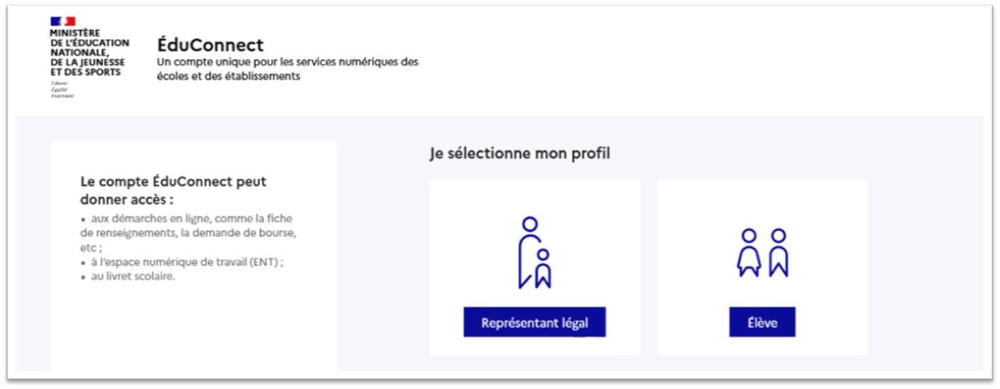 MINISTÈRE
DE L'ÉDUCATION
NATIONALE,
DE LA JEUNESSE
ET DES SPORTS
Liberté
Égalité
Fraternité
ÉduConnect
Un compte unique pour les services numériques des
écoles et des établissements
Le compte ÉduConnect peut
donner accès :
• aux démarches en ligne, comme la fiche
de renseignements, la demande de bourse,
etc ;
• à l'espace numérique de travail (ENT) ;
• au livret scolaire.
Je sélectionne mon profil
Représentant légal
Élève